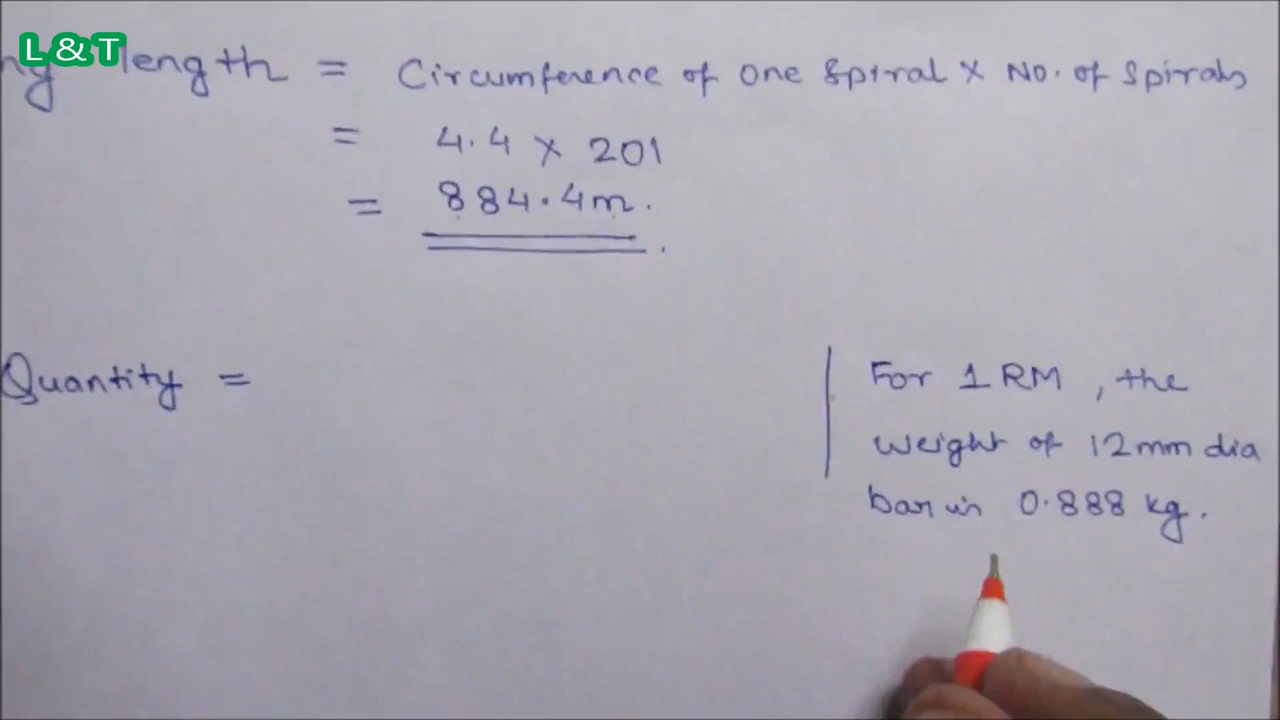 L&T
length = Circumference of one spiral × No. of spirals
= 4.4 × 201
= 884.4m.
Quantity =
For 1 RM, the
weight of 12mm dia
bar is 0.888 kg.